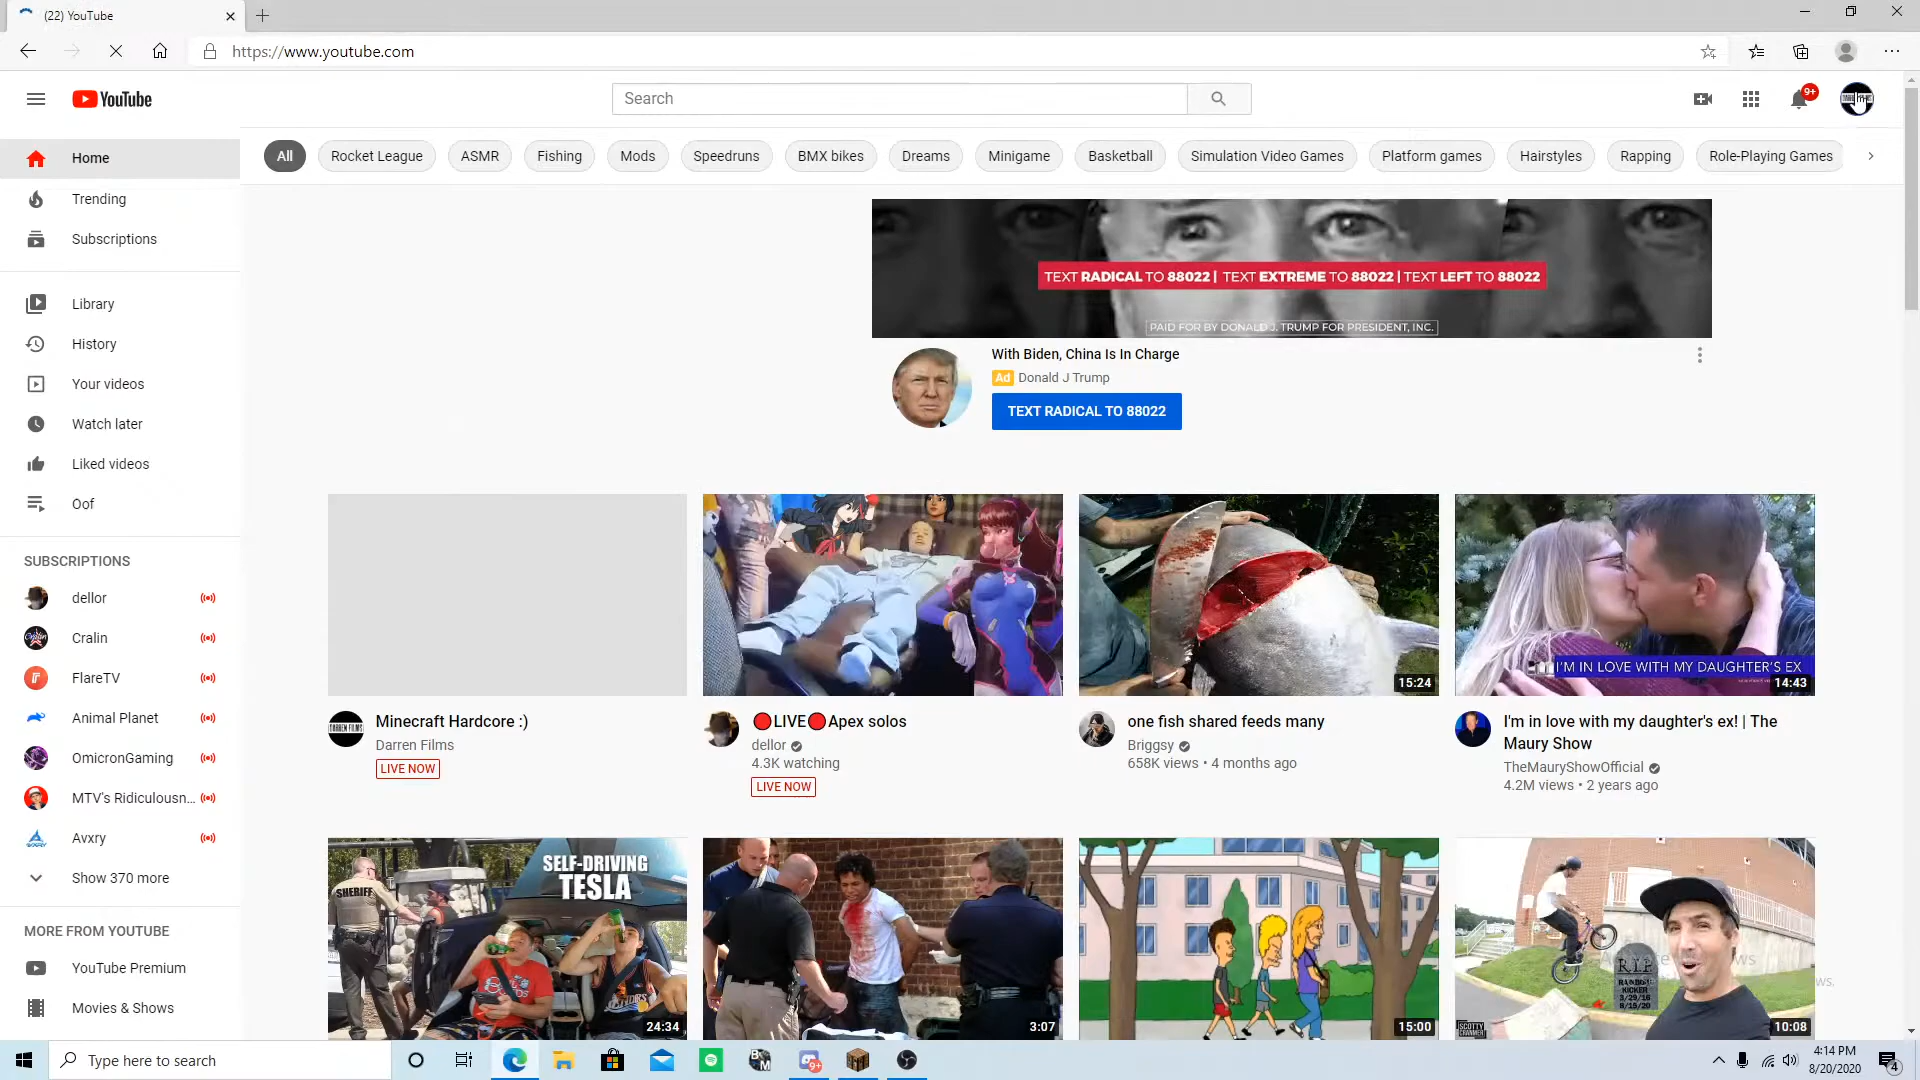 (22) YouTube
https://www.youtube.com
YouTube
Search
9+
All
Rocket League
ASMR
Fishing
Mods
Speedruns
BMX bikes
Dreams
Minigame
Basketball
Simulation Video Games
Platform games
Hairstyles
Rapping
Role-Playing Games
Home
Trending
Subscriptions
Library
History
Your videos
Watch later
Liked videos
Oof
SUBSCRIPTIONS
dellor
Cralin
FlareTV
Animal Planet
OmicronGaming
MTV's Ridiculousn...
Avxry
Show 370 more
MORE FROM YOUTUBE
YouTube Premium
Movies & Shows
TEXT RADICAL TO 88022 | TEXT EXTREME TO 88022 | TEXT LEFT TO 88022
PAID FOR BY DONALD J. TRUMP FOR PRESIDENT, INC.
With Biden, China Is In Charge
Ad Donald J Trump
TEXT RADICAL TO 88022
Minecraft Hardcore :)
Darren Films
LIVE NOW
🔴LIVE🔴Apex solos
dellor
4.3K watching
LIVE NOW
15:24
one fish shared feeds many
Briggsy
658K views • 4 months ago
I'M IN LOVE WITH MY DAUGHTER'S EX
14:43
I'm in love with my daughter's ex! | The
Maury Show
TheMauryShowOfficial
4.2M views • 2 years ago
SHERIFF
SELF-DRIVING
TESLA
24:34
3:07
15:00
R.I.P
SCOTTY
CRANMER
10:08
Type here to search
9+
4:14 PM
8/20/2020
4